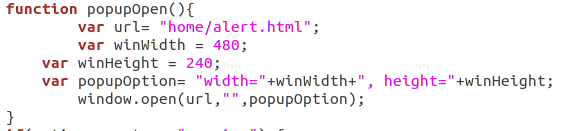 function popupOpen(){
var url= "home/alert.html";
var winWidth = 480;
var winHeight = 240;
var popupOption= "width="+winWidth+", height="+winHeight;
window.open(url,"",popupOption);
}